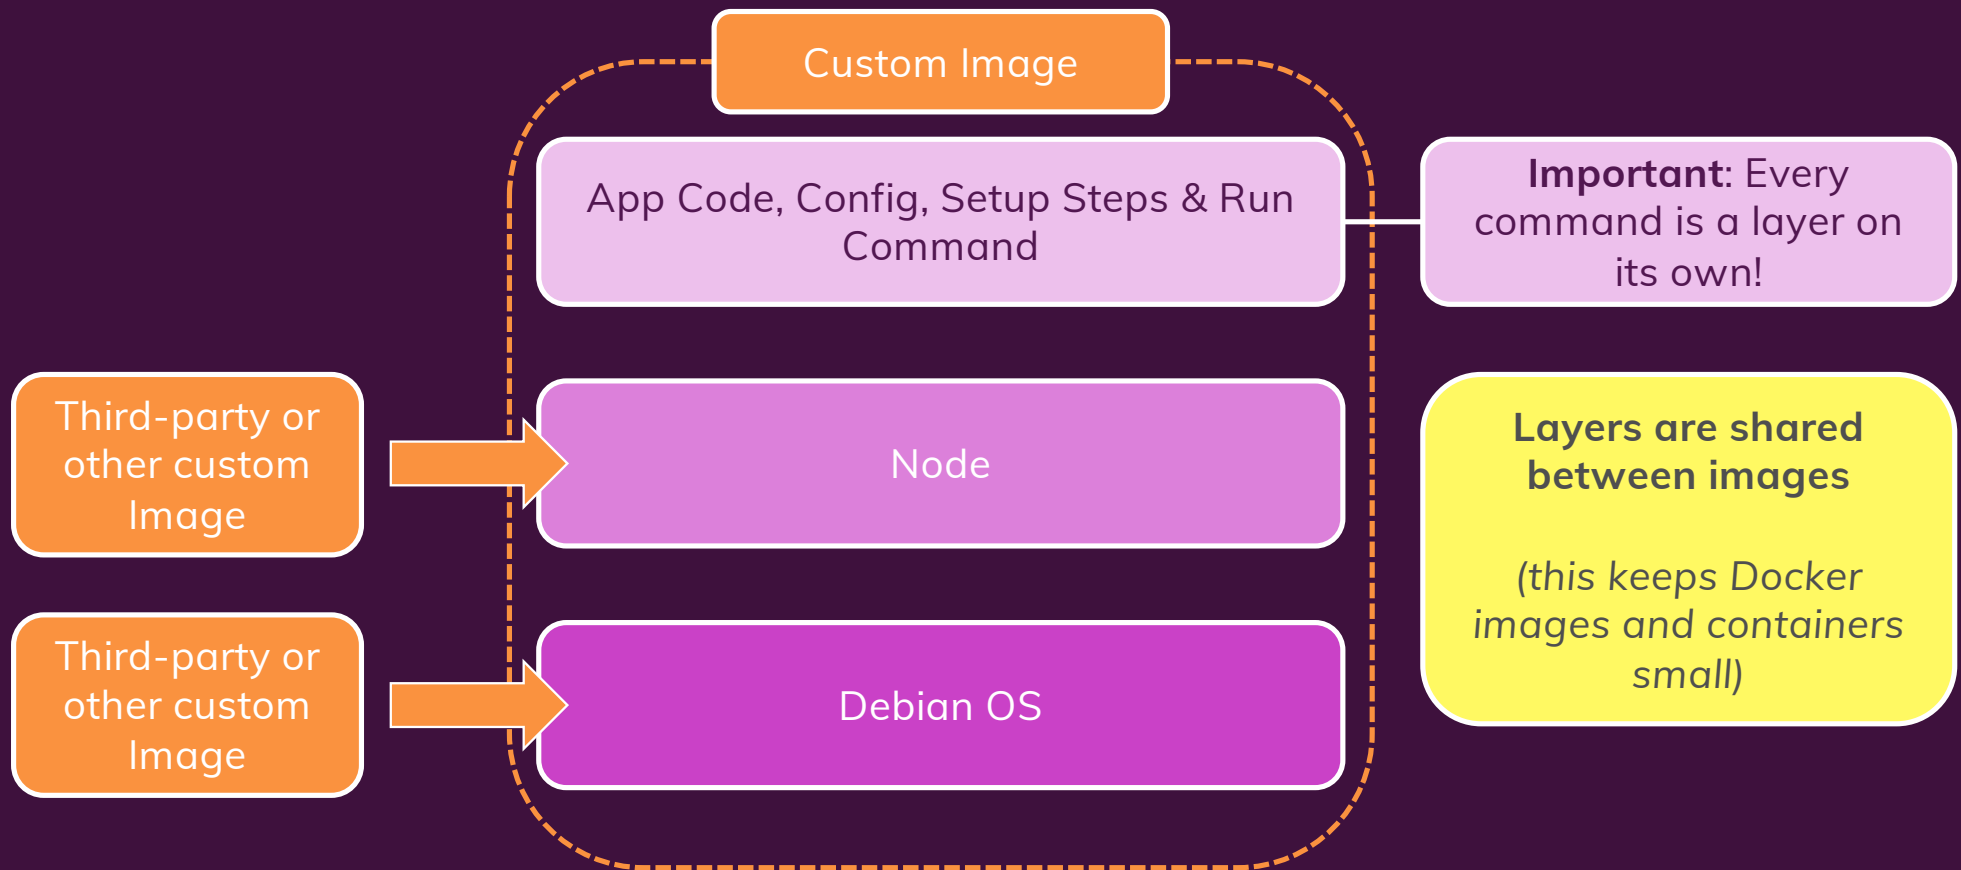 Custom Image
App Code, Config, Setup Steps & Run
Command
Important: Every
command is a layer on
its own!
Third-party or
other custom
Image
Node
Layers are shared
between images
(this keeps Docker
images and containers
small)
Third-party or
other custom
Image
Debian OS